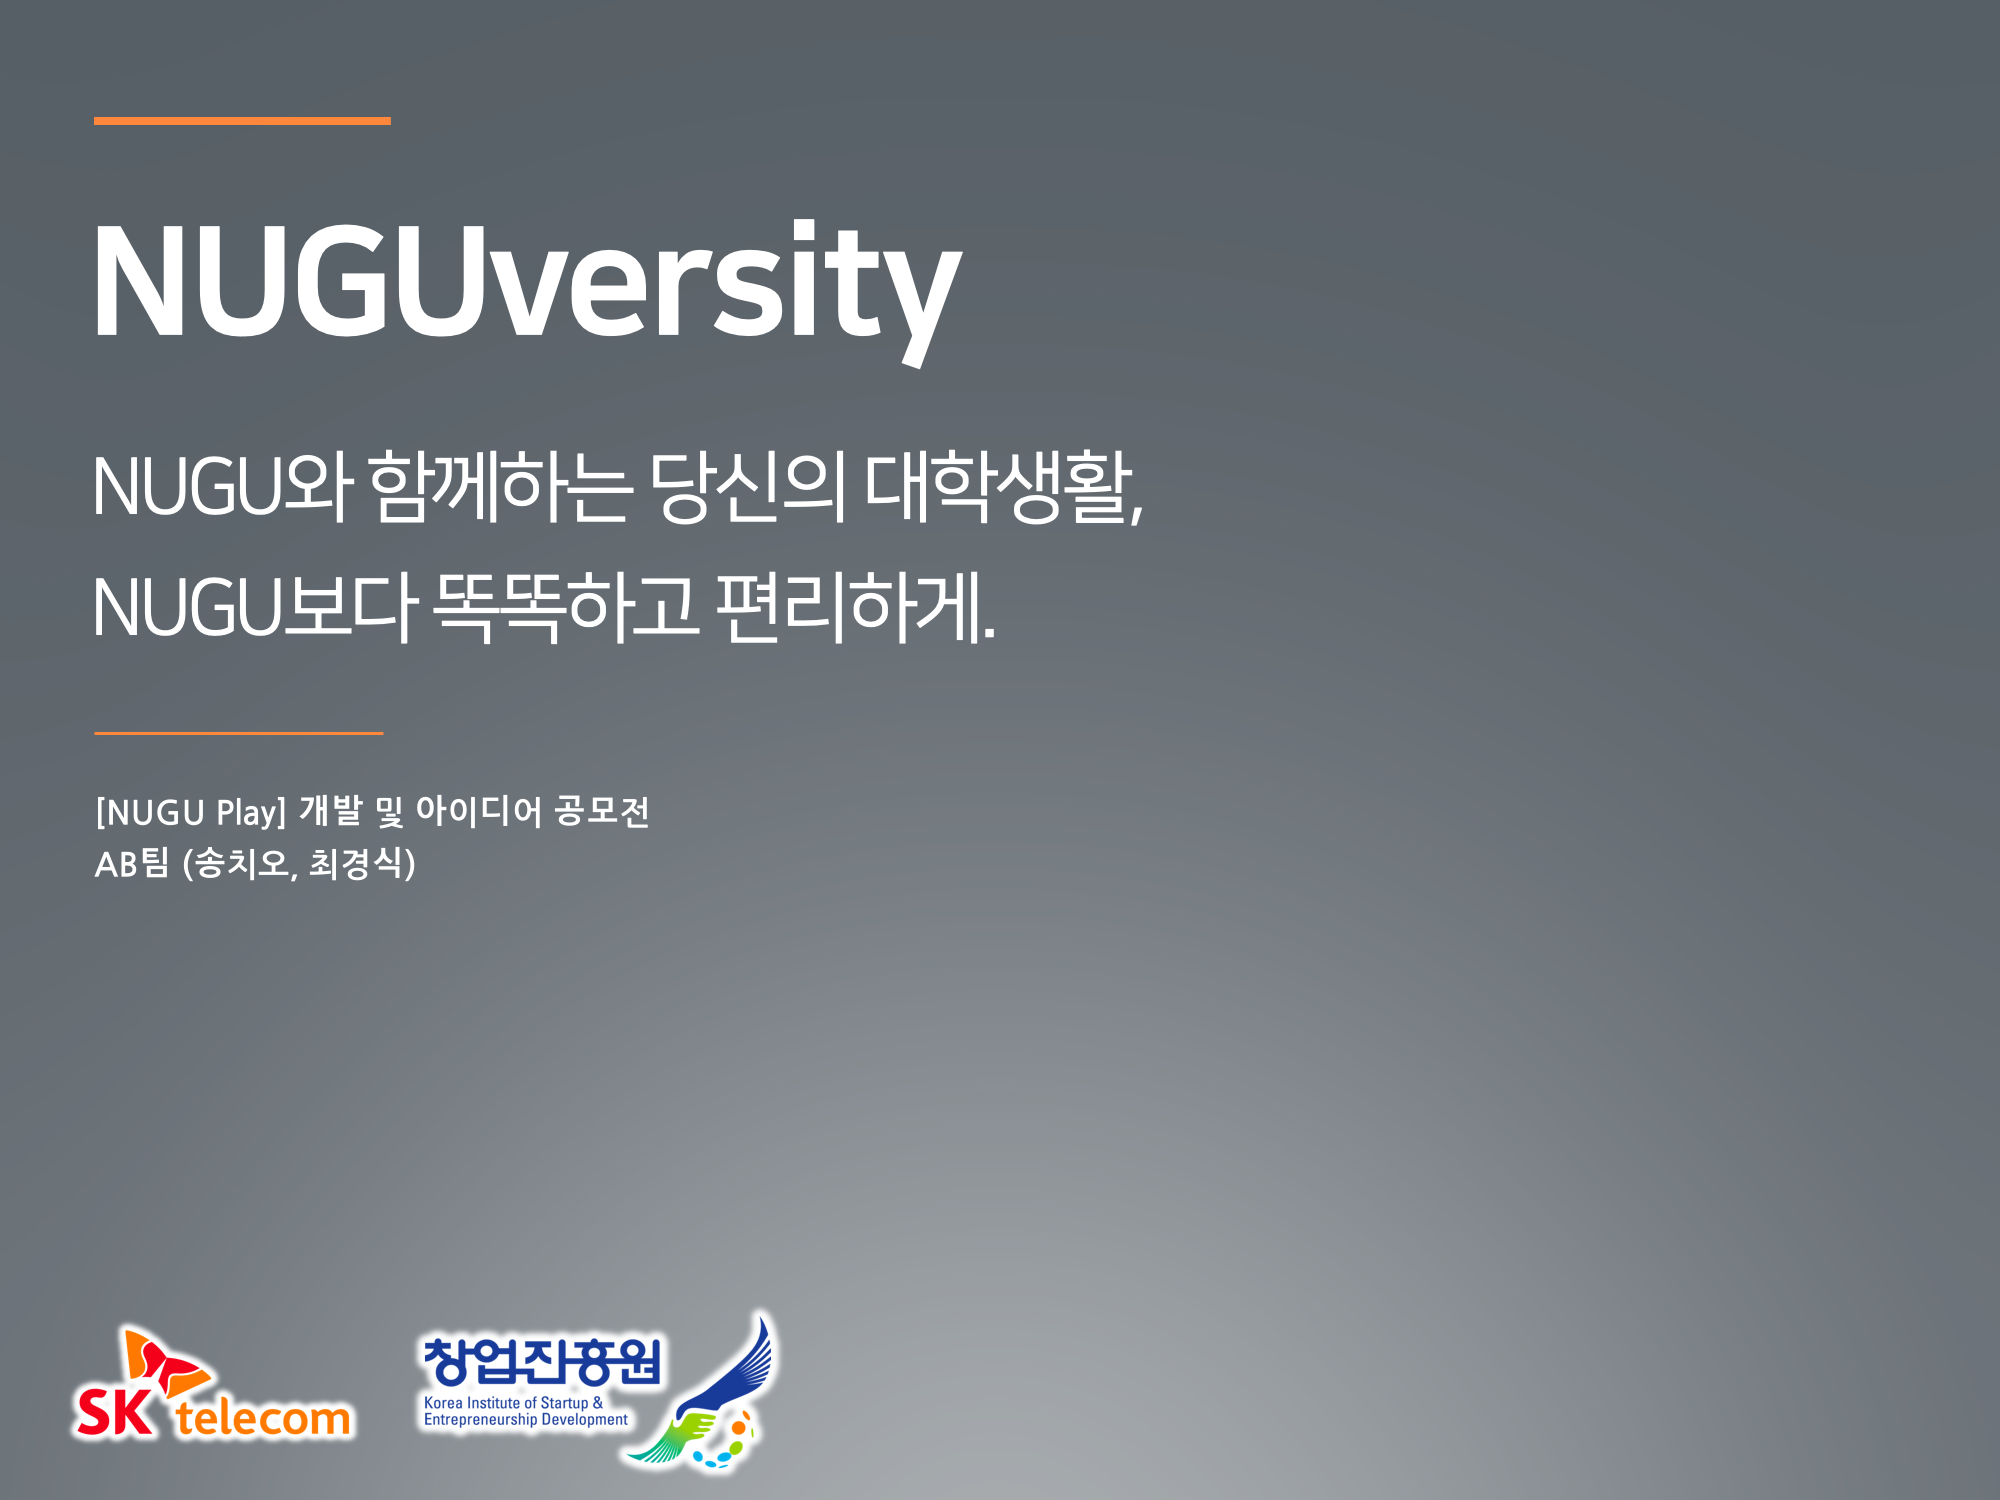 NUGUversity
NUGU와 함께하는 당신의 대학생활,
NUGU보다 똑똑하고 편리하게.
[NUGU Play] 개발 및 아이디어 공모전
AB팀 (송치오, 최경식)
SK telecom
창업진흥원
Korea Institute of Startup &
Entrepreneurship Development